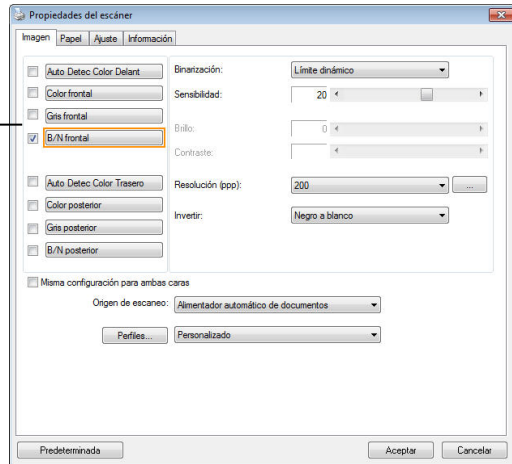 Propiedades del escáner
Imagen Papel Ajuste Información
Auto Detec Color Delant
Color frontal
Gris frontal
B/N frontal
Auto Detec Color Trasero
Color posterior
Gris posterior
B/N posterior
Binarización: Límite dinámico
Sensibilidad: 20
Brillo: 0
Contraste:
Resolución (ppp): 200 ...
Invertir: Negro a blanco
Misma configuración para ambas caras
Origen de escaneo: Alimentador automático de documentos
Perfiles... Personalizado
Predeterminada Aceptar Cancelar